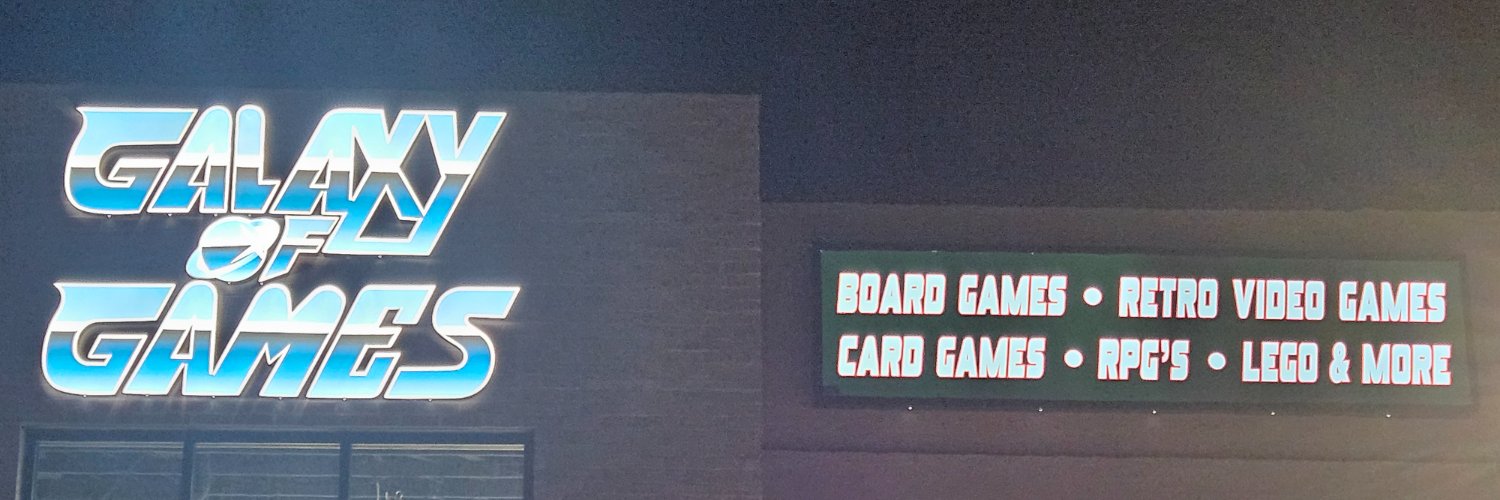 GALAXY
OF
GAMES
BOARD GAMES • RETRO VIDEO GAMES
CARD GAMES • RPG'S • LEGO & MORE